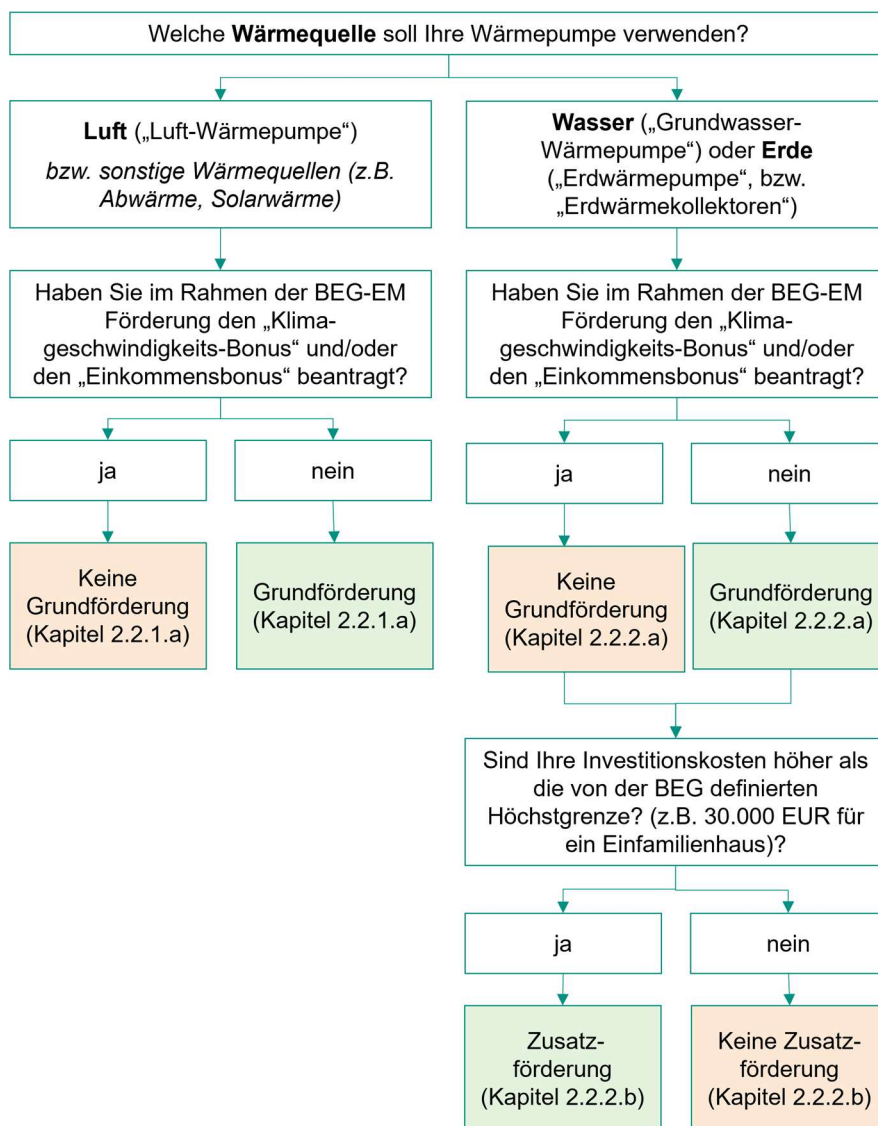 Welche Wärmequelle soll Ihre Wärmepumpe verwenden?
Luft („Luft-Wärmepumpe“)
bzw. sonstige Wärmequellen (z.B.
Abwärme, Solarwärme)
Wasser („Grundwasser-
Wärmepumpe“) oder Erde
(„Erdwärmepumpe“, bzw.
„Erdwärmekollektoren“)
Haben Sie im Rahmen der BEG-EM
Förderung den „Klima-
geschwindigkeits-Bonus“ und/oder
den „Einkommensbonus“ beantragt?
Haben Sie im Rahmen der BEG-EM
Förderung den „Klima-
geschwindigkeits-Bonus“ und/oder
den „Einkommensbonus“ beantragt?
ja
nein
ja
nein
Keine
Grundförderung
(Kapitel 2.2.1.a)
Grundförderung
(Kapitel 2.2.1.a)
Keine
Grundförderung
(Kapitel 2.2.2.a)
Grundförderung
(Kapitel 2.2.2.a)
Sind Ihre Investitionskosten höher als
die von der BEG definierten
Höchstgrenze? (z.B. 30.000 EUR für
ein Einfamilienhaus)?
ja
nein
Zusatz-
förderung
(Kapitel 2.2.2.b)
Keine Zusatz-
förderung
(Kapitel 2.2.2.b)